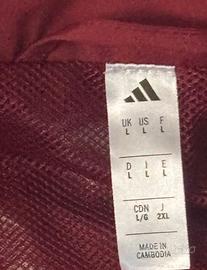 UK US F
L L L
D I E
L L L
CDN J
L/G 2XL
MADE IN
CAMBODIA